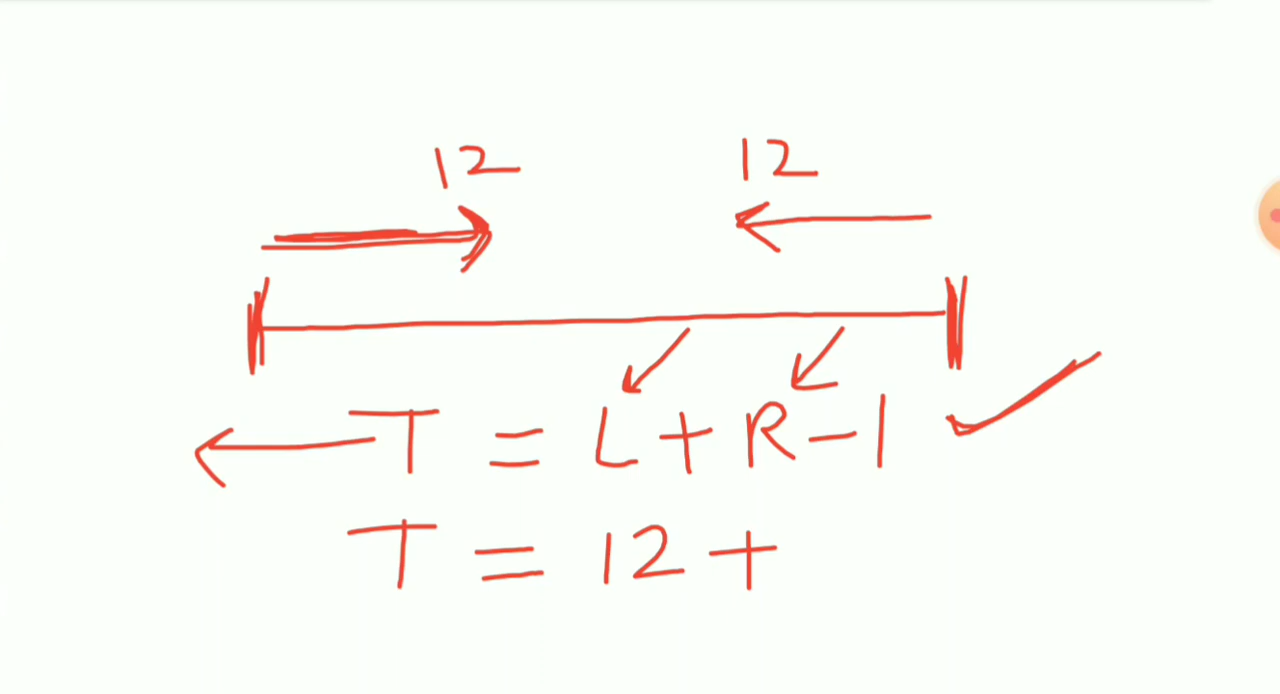 12 12
T = L + R - 1
T = 12 +